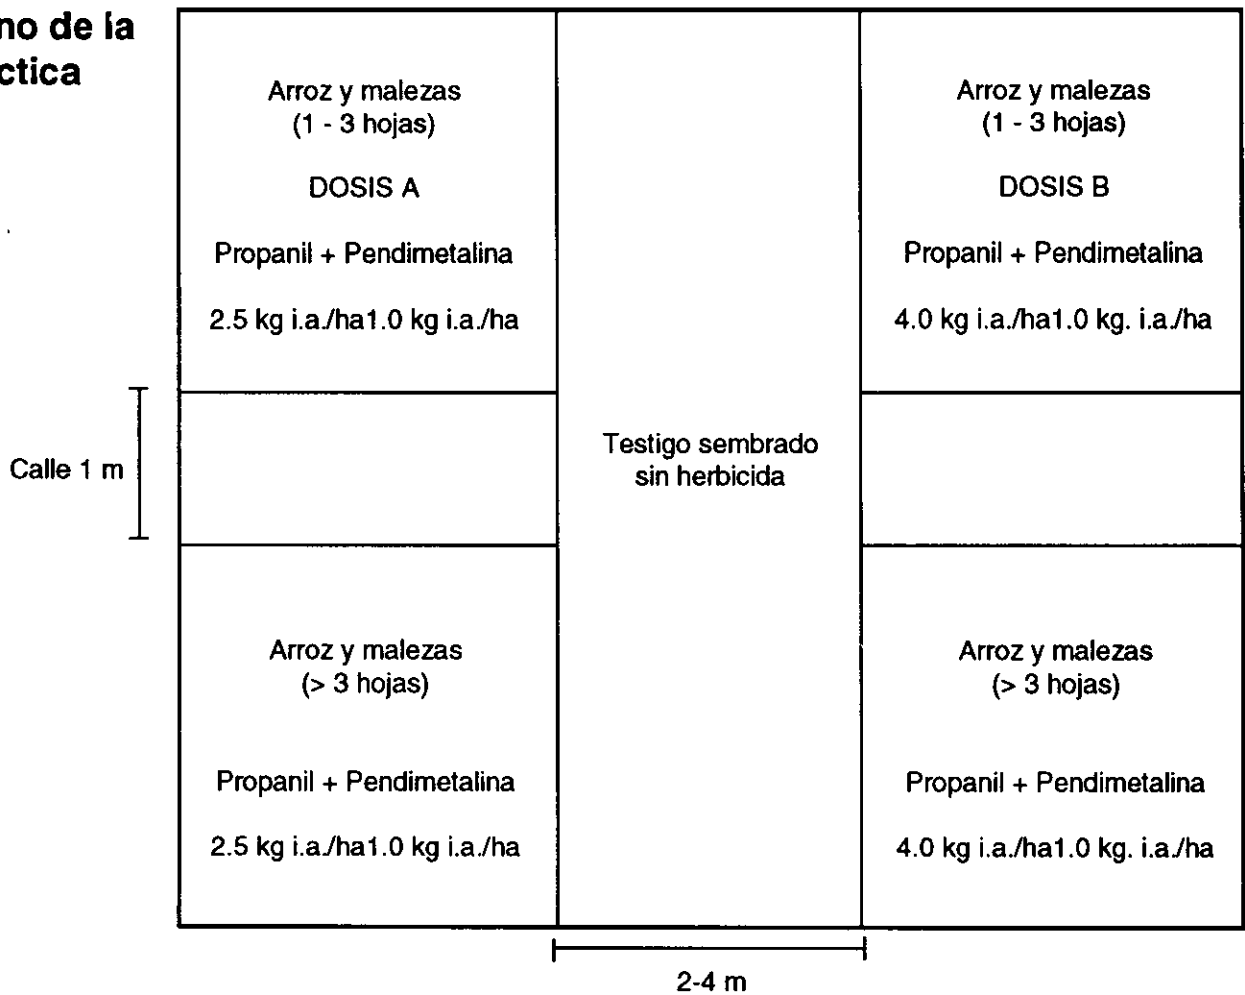 no de la
ctica
Arroz y malezas
(1 - 3 hojas)
DOSIS A
Propanil + Pendimetalina
2.5 kg i.a./ha1.0 kg i.a./ha
Arroz y malezas
(1 - 3 hojas)
DOSIS B
Propanil + Pendimetalina
4.0 kg i.a./ha1.0 kg. i.a./ha
Calle 1 m
Testigo sembrado
sin herbicida
Arroz y malezas
(> 3 hojas)
Propanil + Pendimetalina
2.5 kg i.a./ha1.0 kg i.a./ha
Arroz y malezas
(> 3 hojas)
Propanil + Pendimetalina
4.0 kg i.a./ha1.0 kg. i.a./ha
2-4 m